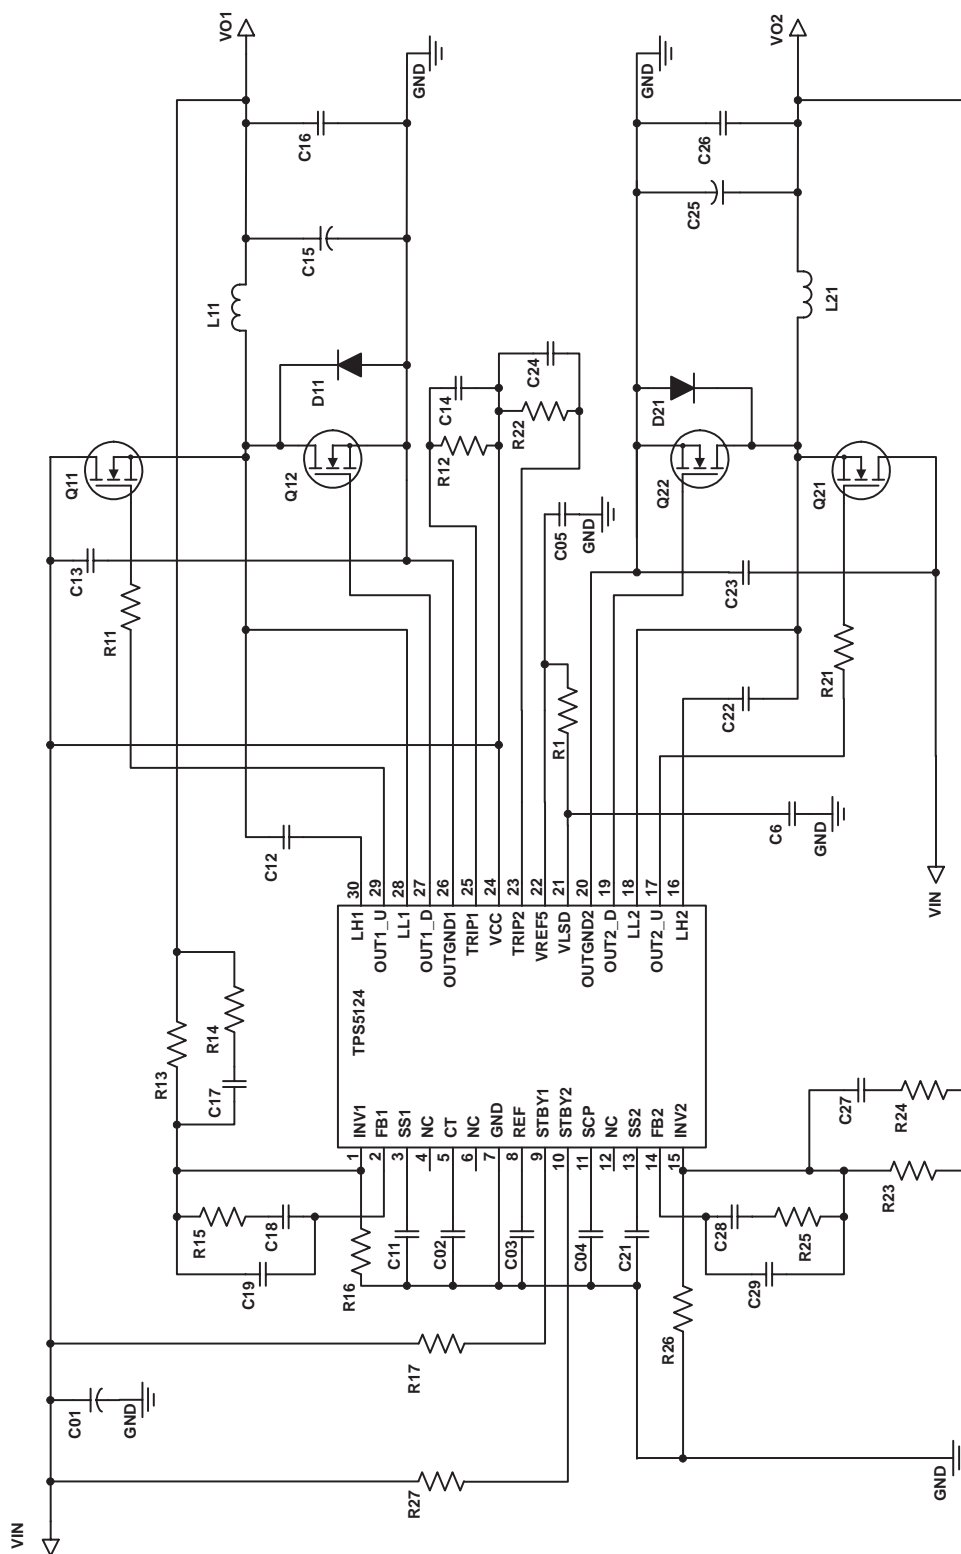 VIN
C01
GND
R27
R17
C19
C18
R15
R16
R13
C17
R14
C11
C02
C03
C04
C21
R26
C29
C28
R25
R23
C27
R24
GND
1
2
3
4
5
6
7
8
9
10
11
12
13
14
15
INV1
FB1
SS1
NC
CT
NC
GND
REF
STBY1
STBY2
SCP
NC
SS2
FB2
INV2
TPS5124
LH1
OUT1_U
LL1
OUT1_D
OUTGND1
TRIP1
VCC
TRIP2
VREF5
VLSD
OUTGND2
OUT2_D
LL2
OUT2_U
LH2
30
29
28
27
26
25
24
23
22
21
20
19
18
17
16
C12
R11
C13
Q11
Q12
D11
L11
C15
C16
VO1
GND
R12
C14
R22
C24
C05
GND
R1
C6
GND
C22
R21
C23
Q22
Q21
D21
L21
C25
C26
GND
VO2
VIN